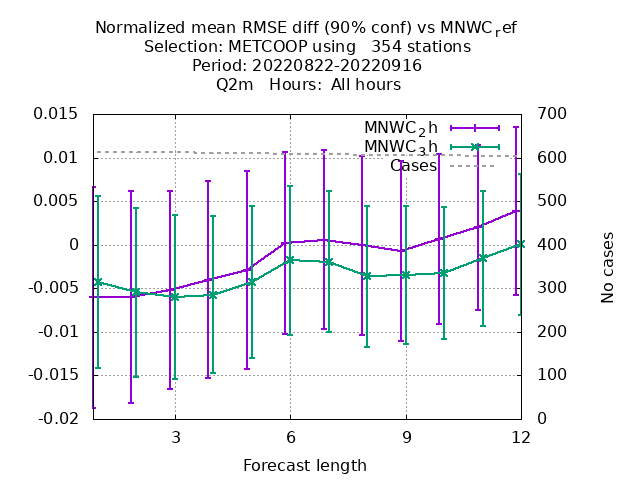 Normalized mean RMSE diff (90% conf) vs MNWC_ref
Selection: METCOOP using   354 stations
Period: 20220822-20220916
Q2m   Hours:  All hours
0.015
0.01
0.005
0
-0.005
-0.01
-0.015
-0.02
700
600
500
400
300
200
100
0
MNWC_2h
MNWC_3h
Cases
No cases
3
6
9
12
Forecast length